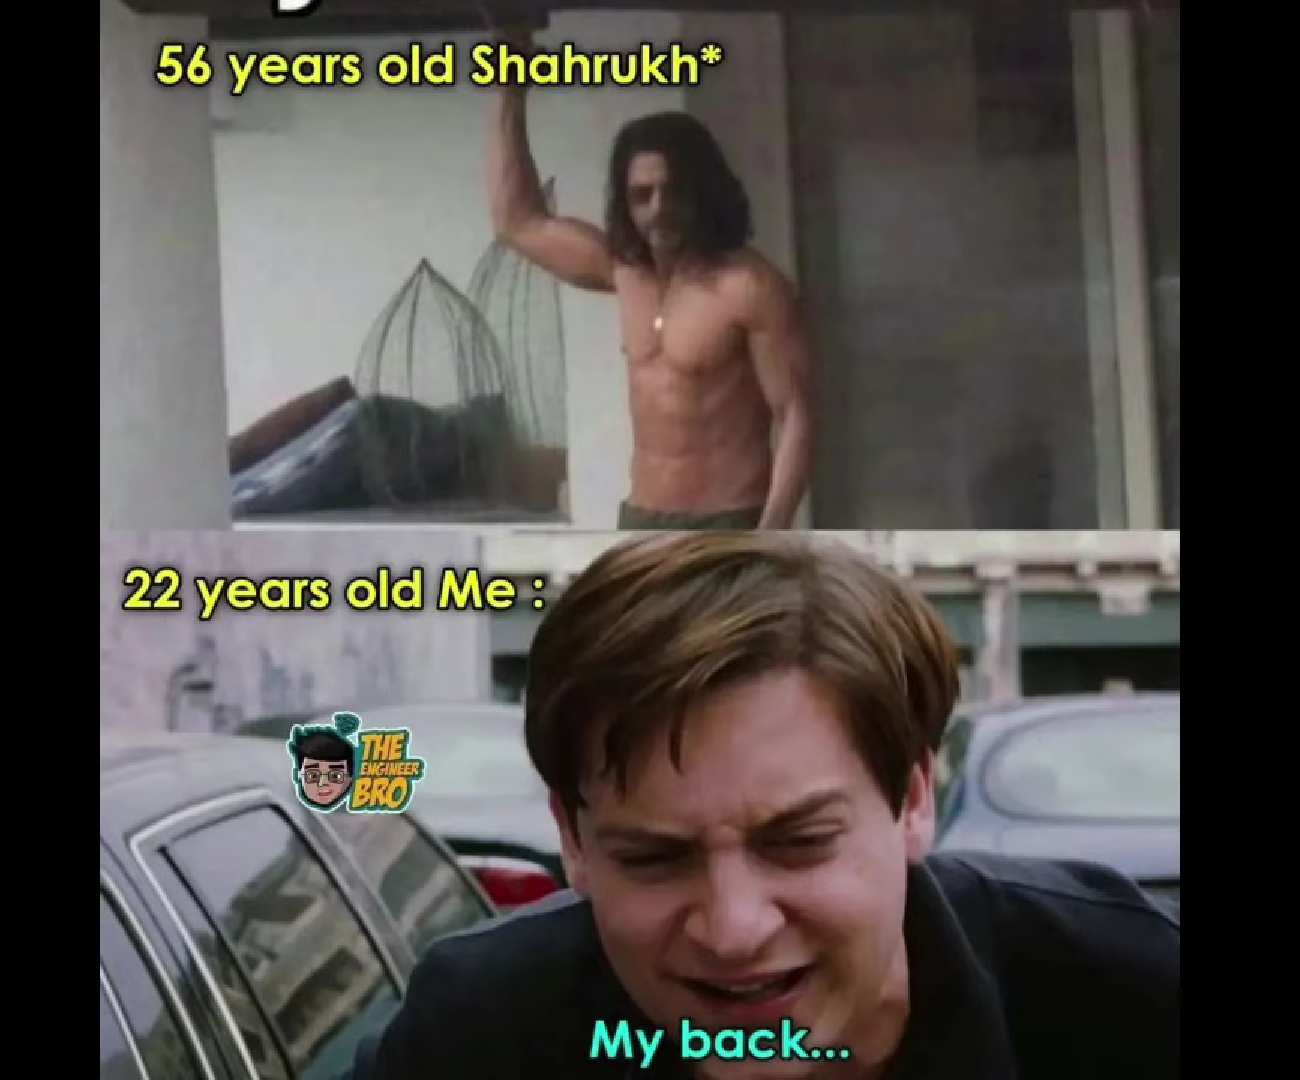 56 years old Shahrukh*
22 years old Me :
THE
ENGINEER
BRO
My back...